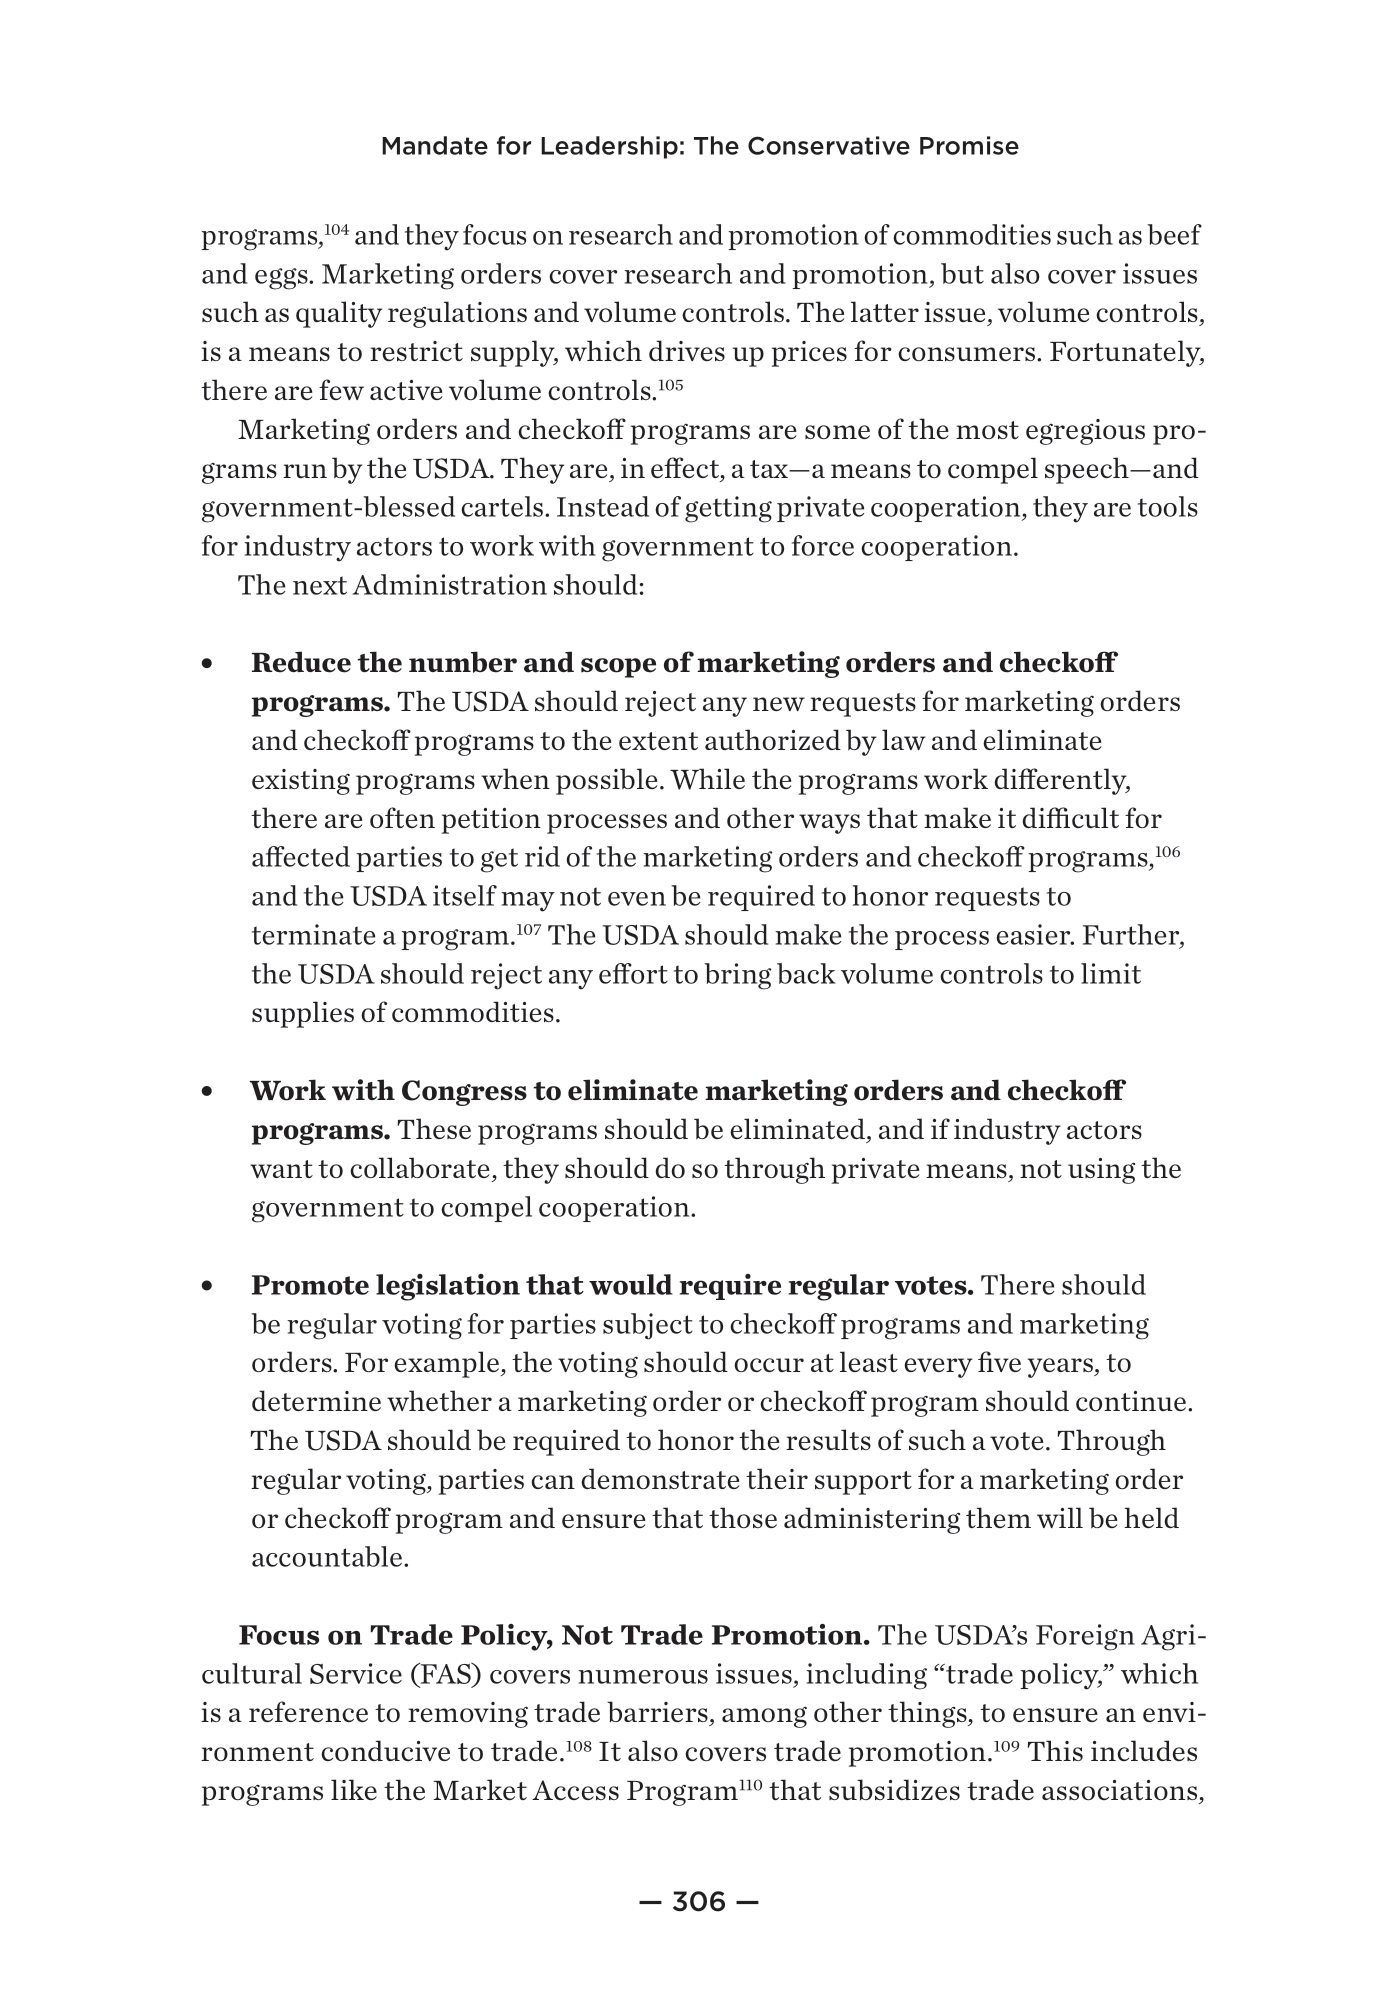 Mandate for Leadership: The Conservative Promise
programs,¹⁰⁴ and they focus on research and promotion of commodities such as beef
and eggs. Marketing orders cover research and promotion, but also cover issues
such as quality regulations and volume controls. The latter issue, volume controls,
is a means to restrict supply, which drives up prices for consumers. Fortunately,
there are few active volume controls.¹⁰⁵
Marketing orders and checkoff programs are some of the most egregious pro-
grams run by the USDA. They are, in effect, a tax—a means to compel speech—and
government-blessed cartels. Instead of getting private cooperation, they are tools
for industry actors to work with government to force cooperation.
The next Administration should:
• Reduce the number and scope of marketing orders and checkoff
programs. The USDA should reject any new requests for marketing orders
and checkoff programs to the extent authorized by law and eliminate
existing programs when possible. While the programs work differently,
there are often petition processes and other ways that make it difficult for
affected parties to get rid of the marketing orders and checkoff programs,¹⁰⁶
and the USDA itself may not even be required to honor requests to
terminate a program.¹⁰⁷ The USDA should make the process easier. Further,
the USDA should reject any effort to bring back volume controls to limit
supplies of commodities.
• Work with Congress to eliminate marketing orders and checkoff
programs. These programs should be eliminated, and if industry actors
want to collaborate, they should do so through private means, not using the
government to compel cooperation.
• Promote legislation that would require regular votes. There should
be regular voting for parties subject to checkoff programs and marketing
orders. For example, the voting should occur at least every five years, to
determine whether a marketing order or checkoff program should continue.
The USDA should be required to honor the results of such a vote. Through
regular voting, parties can demonstrate their support for a marketing order
or checkoff program and ensure that those administering them will be held
accountable.
Focus on Trade Policy, Not Trade Promotion. The USDA’s Foreign Agri-
cultural Service (FAS) covers numerous issues, including “trade policy,” which
is a reference to removing trade barriers, among other things, to ensure an envi-
ronment conducive to trade.¹⁰⁸ It also covers trade promotion.¹⁰⁹ This includes
programs like the Market Access Program¹¹⁰ that subsidizes trade associations,
— 306 —